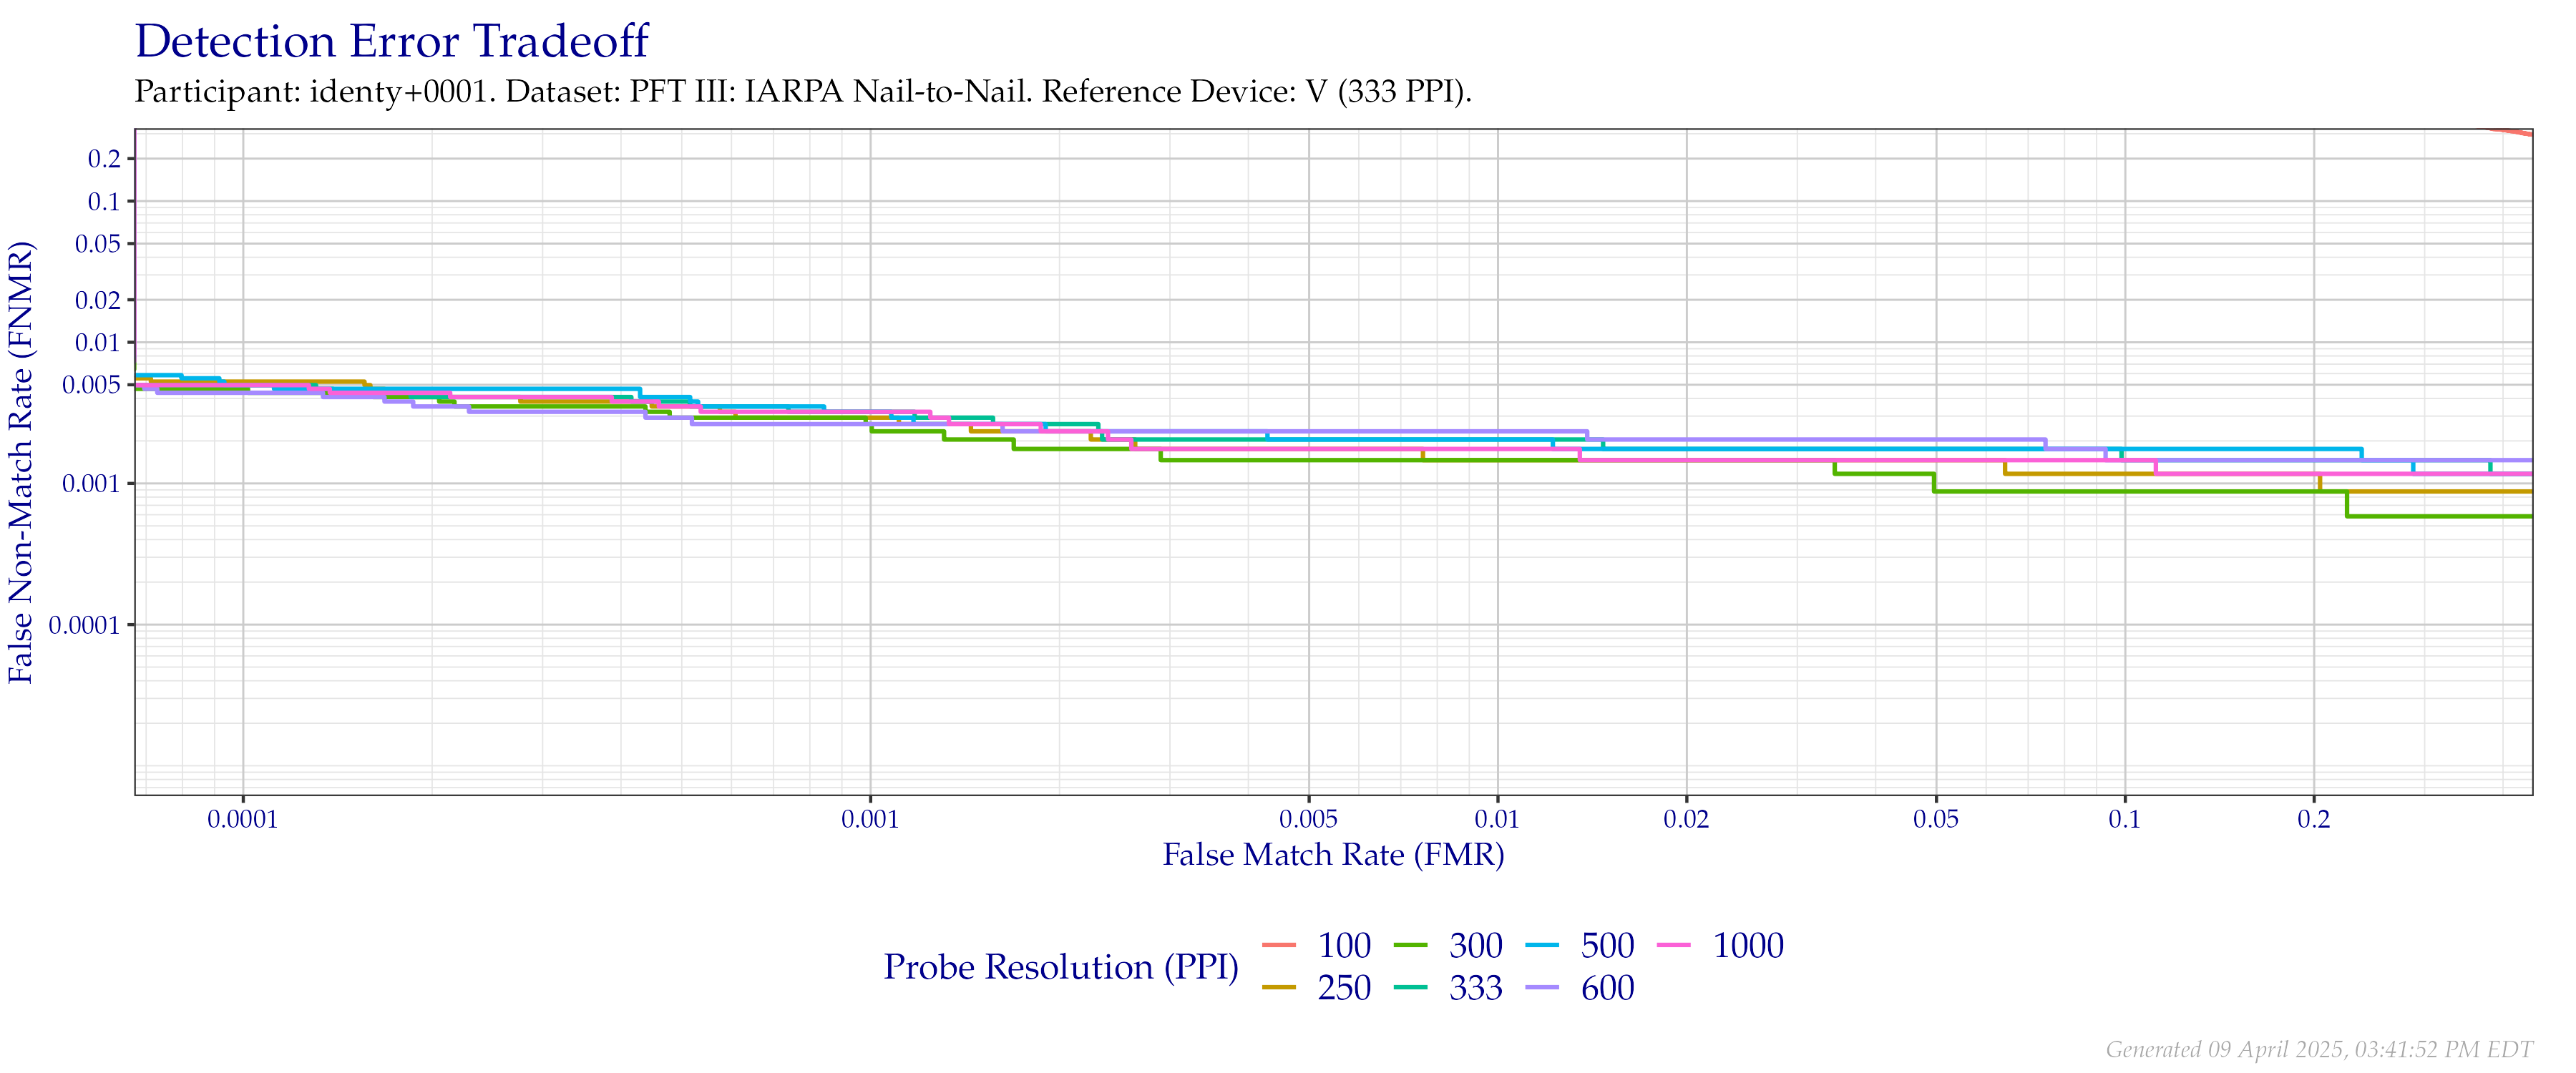 Detection Error Tradeoff
Participant: identy+0001. Dataset: PFT III: IARPA Nail-to-Nail. Reference Device: V (333 PPI).
False Non-Match Rate (FNMR)
0.2
0.1
0.05
0.02
0.01
0.005
0.001
0.0001
0.0001 0.001 0.005 0.01 0.02 0.05 0.1 0.2
False Match Rate (FMR)
Probe Resolution (PPI)
100 300 500 1000
250 333 600
Generated 09 April 2025, 03:41:52 PM EDT